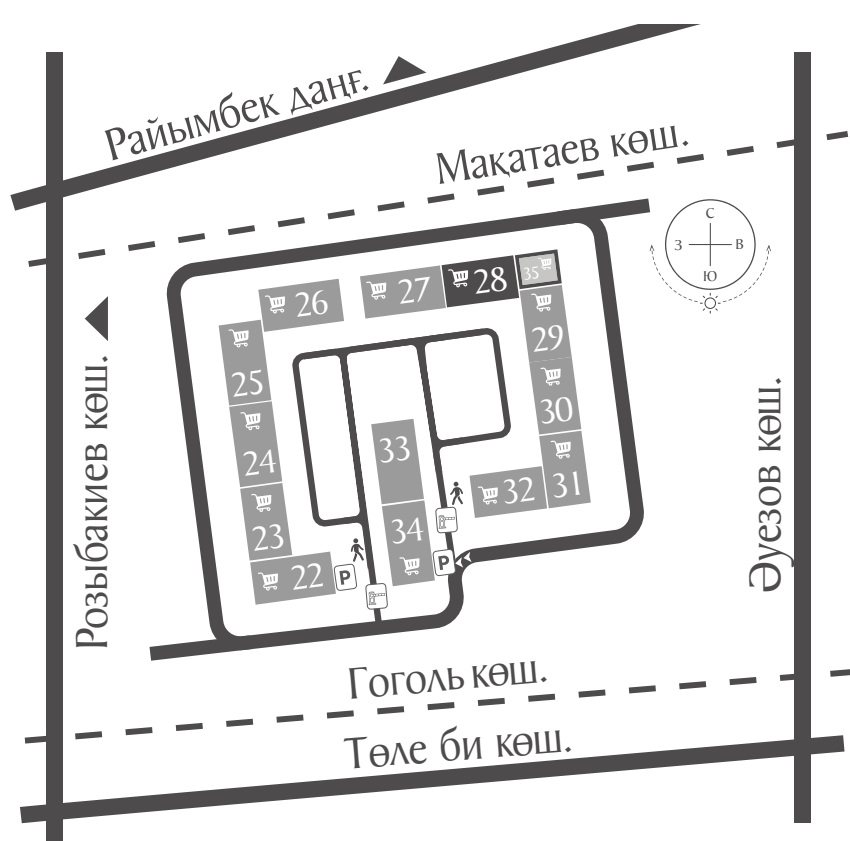 Райымбек даңғ.
Мақатаев көш.
С
З
В
Ю
35
28
27
26
29
25
30
33
24
31
32
34
23
22
P
P
Розыбакиев көш.
Әуезов көш.
Гоголь көш.
Төле би көш.